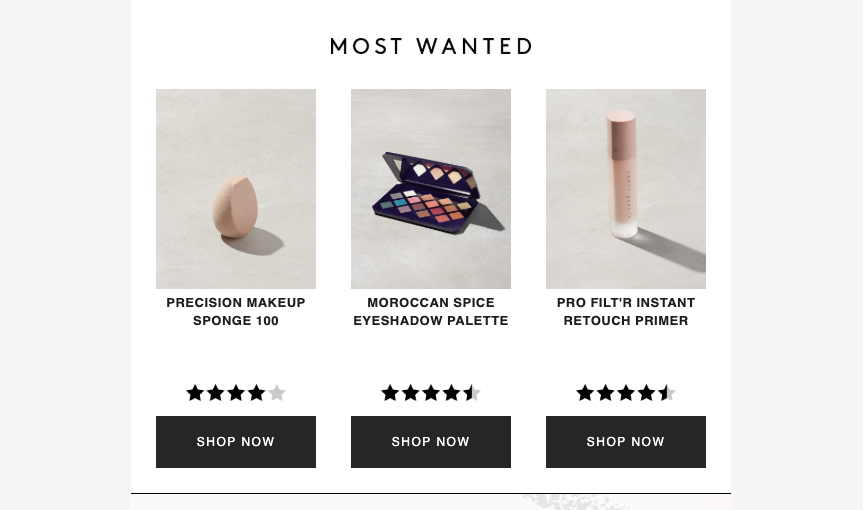 MOST WANTED
PRECISION MAKEUP
SPONGE 100
MOROCCAN SPICE
EYESHADOW PALETTE
PRO FILT'R INSTANT
RETOUCH PRIMER
SHOP NOW
SHOP NOW
SHOP NOW